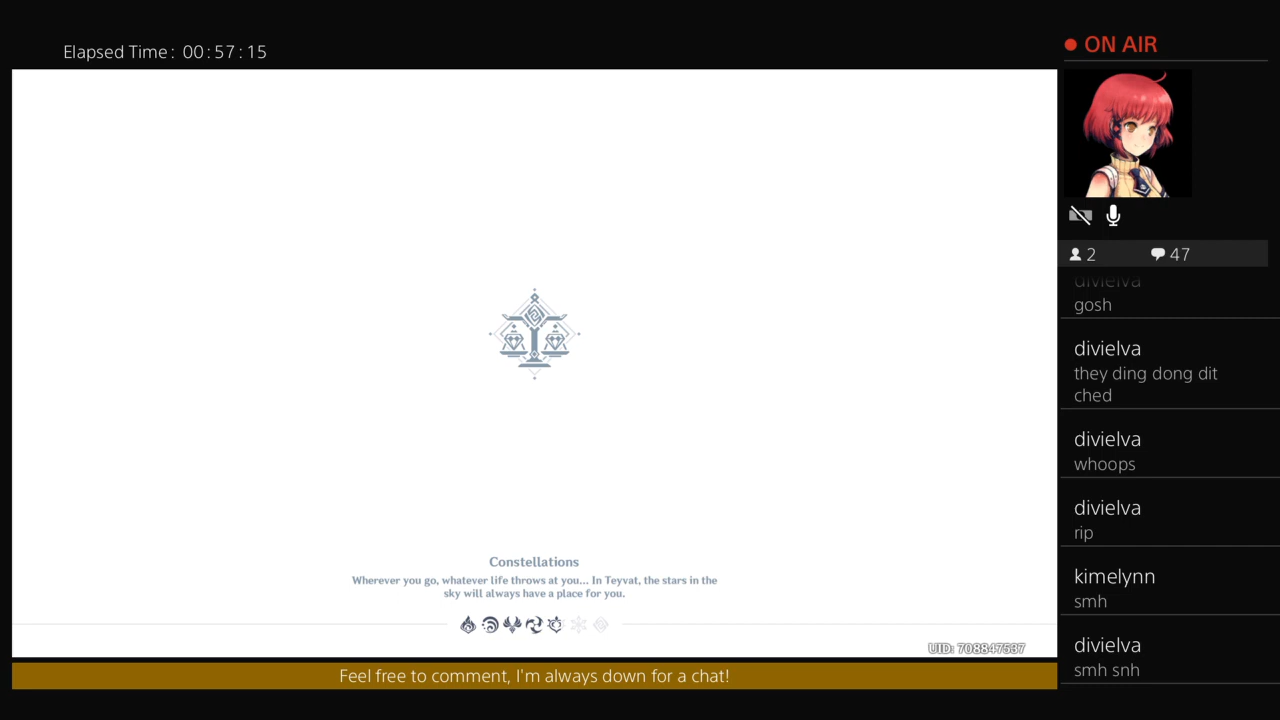 Elapsed Time: 00:57:15
ON AIR
2 47
divielva
gosh
divielva
they ding dong dit
ched
divielva
whoops
divielva
rip
kimelynn
smh
divielva
smh snh
Constellations
Wherever you go, whatever life throws at you... In Teyvat, the stars in the
sky will always have a place for you.
UID: 708847537
Feel free to comment, I'm always down for a chat!